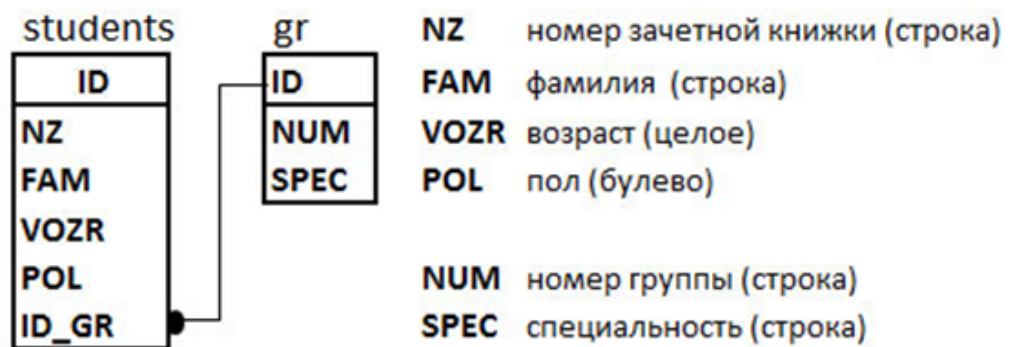 students gr
ID ID
NZ NUM
FAM SPEC
VOZR
POL
ID_GR
NZ номер зачетной книжки (строка)
FAM фамилия (строка)
VOZR возраст (целое)
POL пол (булево)
NUM номер группы (строка)
SPEC специальность (строка)